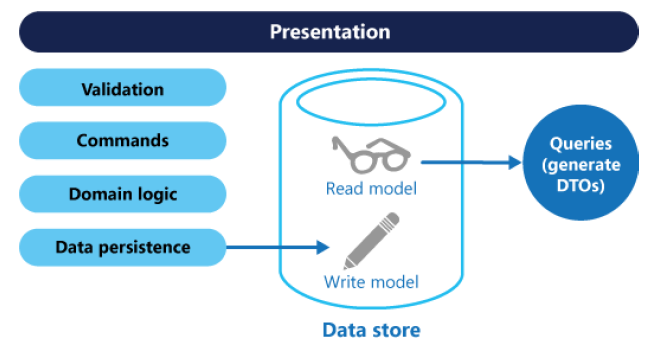 Presentation
Validation
Commands
Domain logic
Data persistence
Read model
Write model
Data store
Queries
(generate
DTOs)